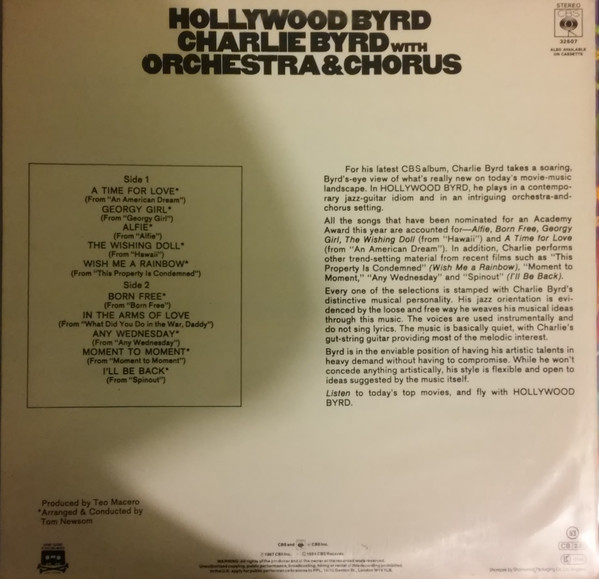 HOLLYWOOD BYRD
CHARLIE BYRD WITH
ORCHESTRA & CHORUS
STEREO
CBS
32687
ALSO AVAILABLE
ON CASSETTE
Side 1
A TIME FOR LOVE*
(From "An American Dream")
GEORGY GIRL*
(From "Georgy Girl")
ALFIE*
(From "Alfie")
THE WISHING DOLL*
(From "Hawaii")
WISH ME A RAINBOW*
(From "This Property Is Condemned")
Side 2
BORN FREE*
(From "Born Free")
IN THE ARMS OF LOVE
(From "What Did You Do in the War, Daddy)
ANY WEDNESDAY*
(From "Any Wednesday")
MOMENT TO MOMENT*
(From "Moment to Moment")
I'LL BE BACK*
(From "Spinout")
For his latest CBS album, Charlie Byrd takes a soaring,
Byrd's-eye view of what's really new on today's movie-music
landscape. In HOLLYWOOD BYRD, he plays in a contempo-
rary jazz-guitar idiom and in an intriguing orchestra-and-
chorus setting.
All the songs that have been nominated for an Academy
Award this year are accounted for—Alfie, Born Free, Georgy
Girl, The Wishing Doll (from "Hawaii") and A Time for Love
(from "An American Dream"). In addition, Charlie performs
other trend-setting material from recent films such as "This
Property Is Condemned" (Wish Me a Rainbow), "Moment to
Moment," "Any Wednesday" and "Spinout" (I'll Be Back).
Every one of the selections is stamped with Charlie Byrd's
distinctive musical personality. His jazz orientation is evi-
denced by the loose and free way he weaves his musical ideas
through this music. The voices are used instrumentally and
do not sing lyrics. The music is basically quiet, with Charlie's
gut-string guitar providing most of the melodic interest.
Byrd is in the enviable position of having his artistic talents in
heavy demand without having to compromise. While he won't
concede anything artistically, his style is flexible and open to
ideas suggested by the music itself.
Listen to today's top movies, and fly with HOLLYWOOD
BYRD.
Produced by Teo Macero
*Arranged & Conducted by
Tom Newsom